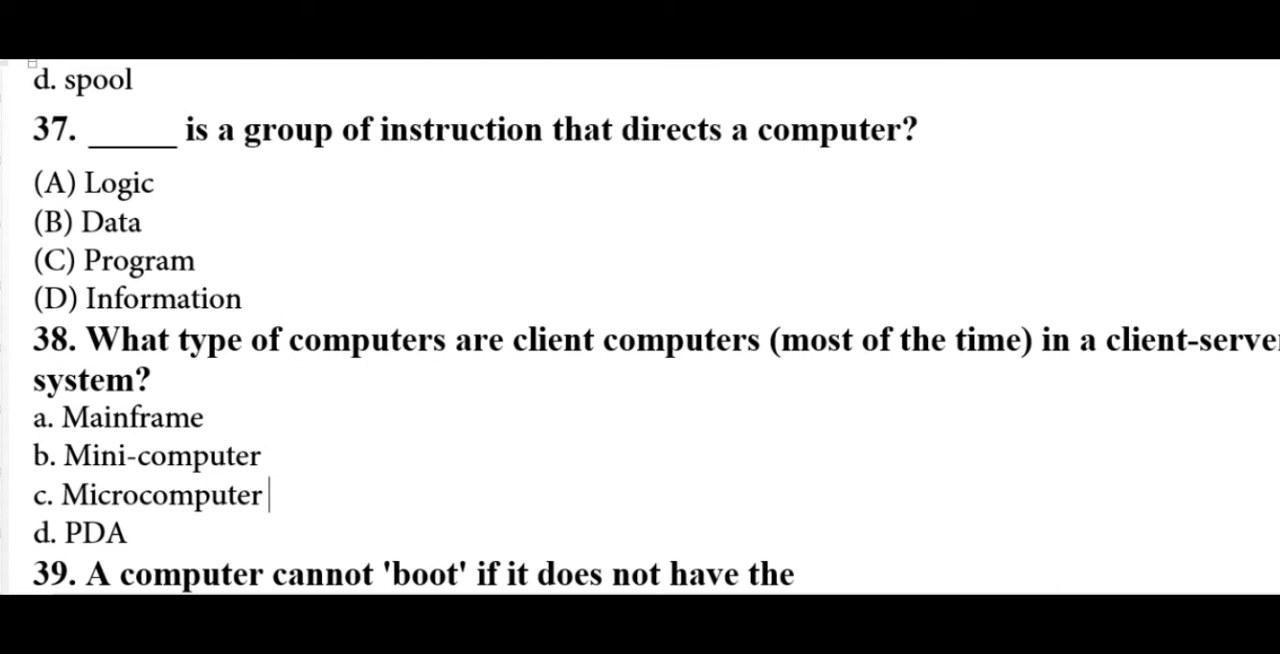 d. spool
37. _____ is a group of instruction that directs a computer?
(A) Logic
(B) Data
(C) Program
(D) Information
38. What type of computers are client computers (most of the time) in a client-serve
system?
a. Mainframe
b. Mini-computer
c. Microcomputer
d. PDA
39. A computer cannot 'boot' if it does not have the